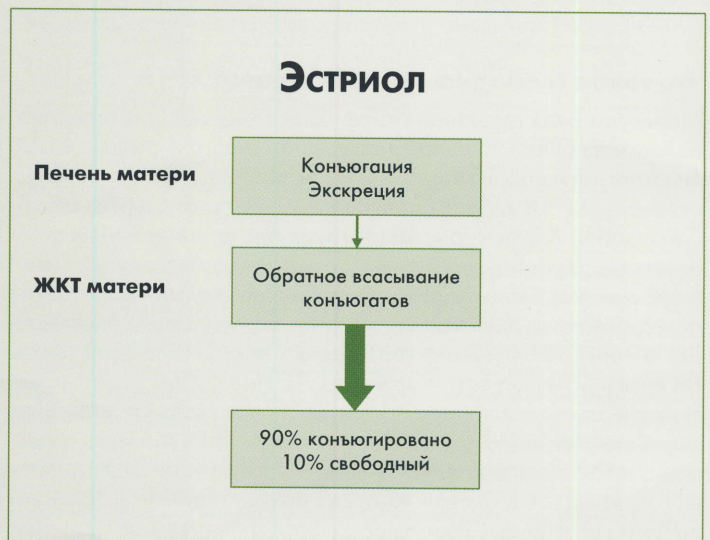 Эстриол
Печень матери
Конъюгация
Экскреция
ЖКТ матери
Обратное всасывание
конъюгатов
90% конъюгировано
10% свободный